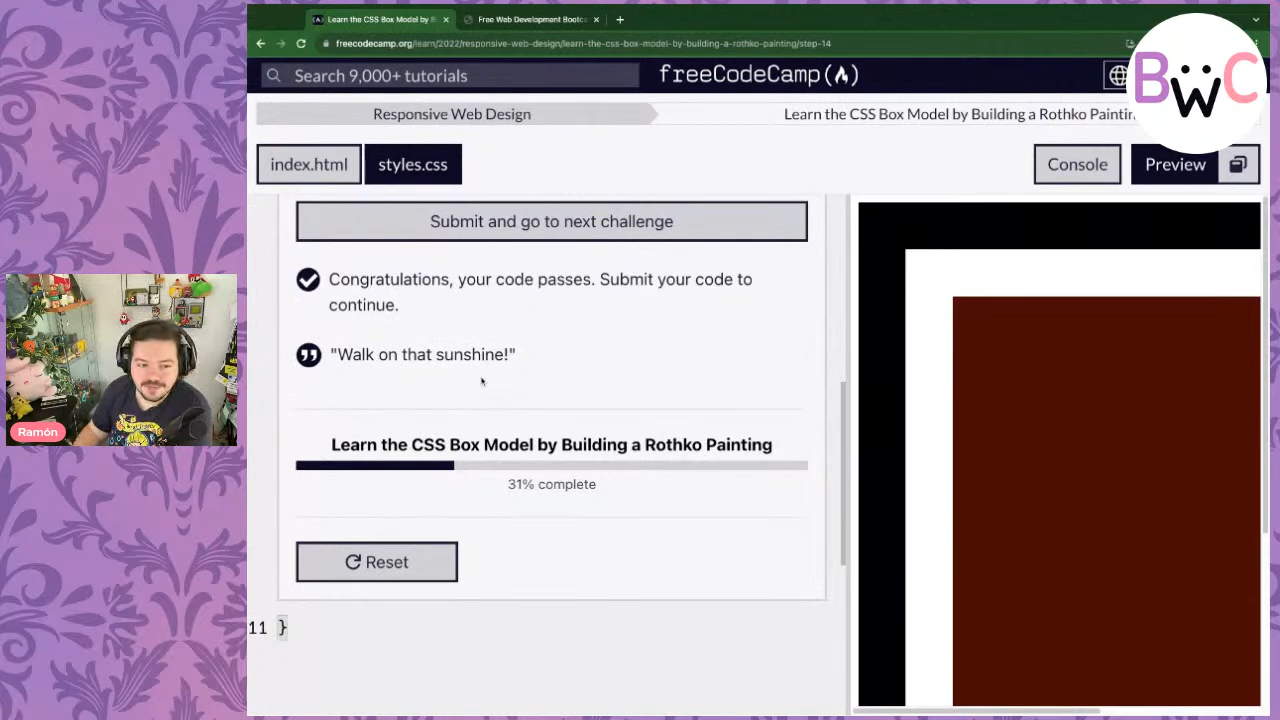 Learn the CSS Box Model by B
Free Web Development Bootca
freecodecamp.org/learn/2022/responsive-web-design/learn-the-css-box-model-by-building-a-rothko-painting/step-14
Search 9,000+ tutorials
freeCodeCamp(🔥)
BWC
Responsive Web Design
Learn the CSS Box Model by Building a Rothko Paintin
index.html
styles.css
Console
Preview
Submit and go to next challenge
Congratulations, your code passes. Submit your code to
continue.
"Walk on that sunshine!"
Ramón
Learn the CSS Box Model by Building a Rothko Painting
31% complete
Reset
11 }